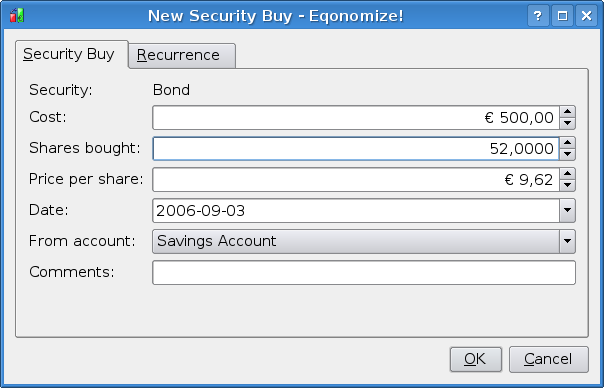 New Security Buy - Eqonomize!
Security Buy Recurrence
Security: Bond
Cost: € 500,00
Shares bought: 52,0000
Price per share: € 9,62
Date: 2006-09-03
From account: Savings Account
Comments:
OK Cancel